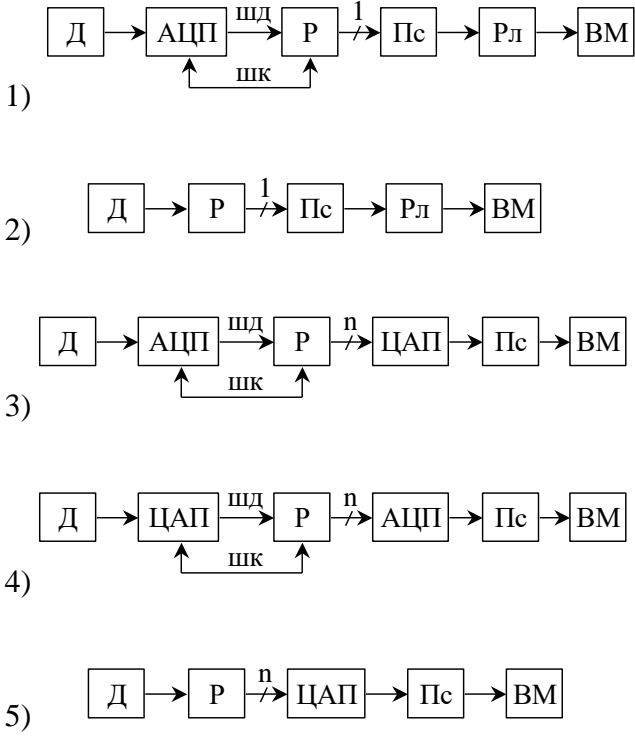 шд 1
Д АЦП Р Пс Рл ВМ
шк
1)
1
Д Р Пс Рл ВМ
2)
шд n
Д АЦП Р ЦАП Пс ВМ
шк
3)
шд n
Д ЦАП Р АЦП Пс ВМ
шк
4)
n
Д Р ЦАП Пс ВМ
5)